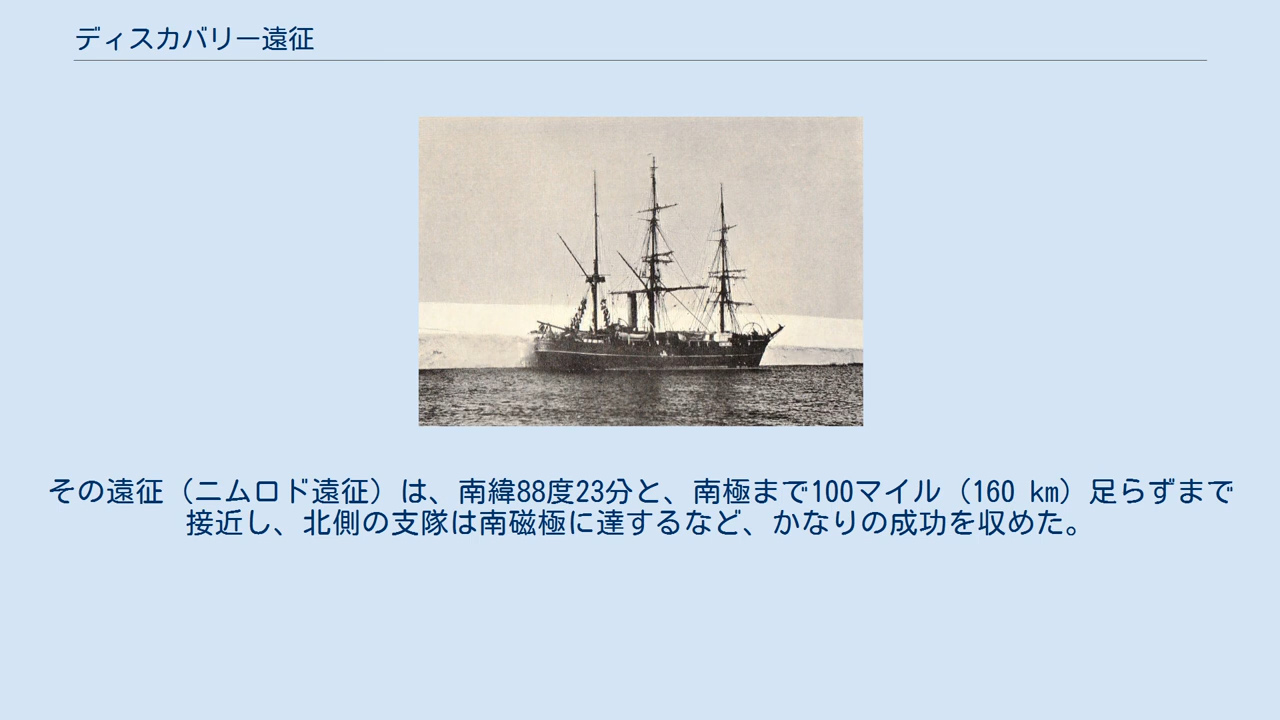 ディスカバリー遠征
その遠征（ニムロド遠征）は、南緯88度23分と、南極まで100マイル（160 km）足らずまで
接近し、北側の支隊は南磁極に達するなど、かなりの成功を収めた。